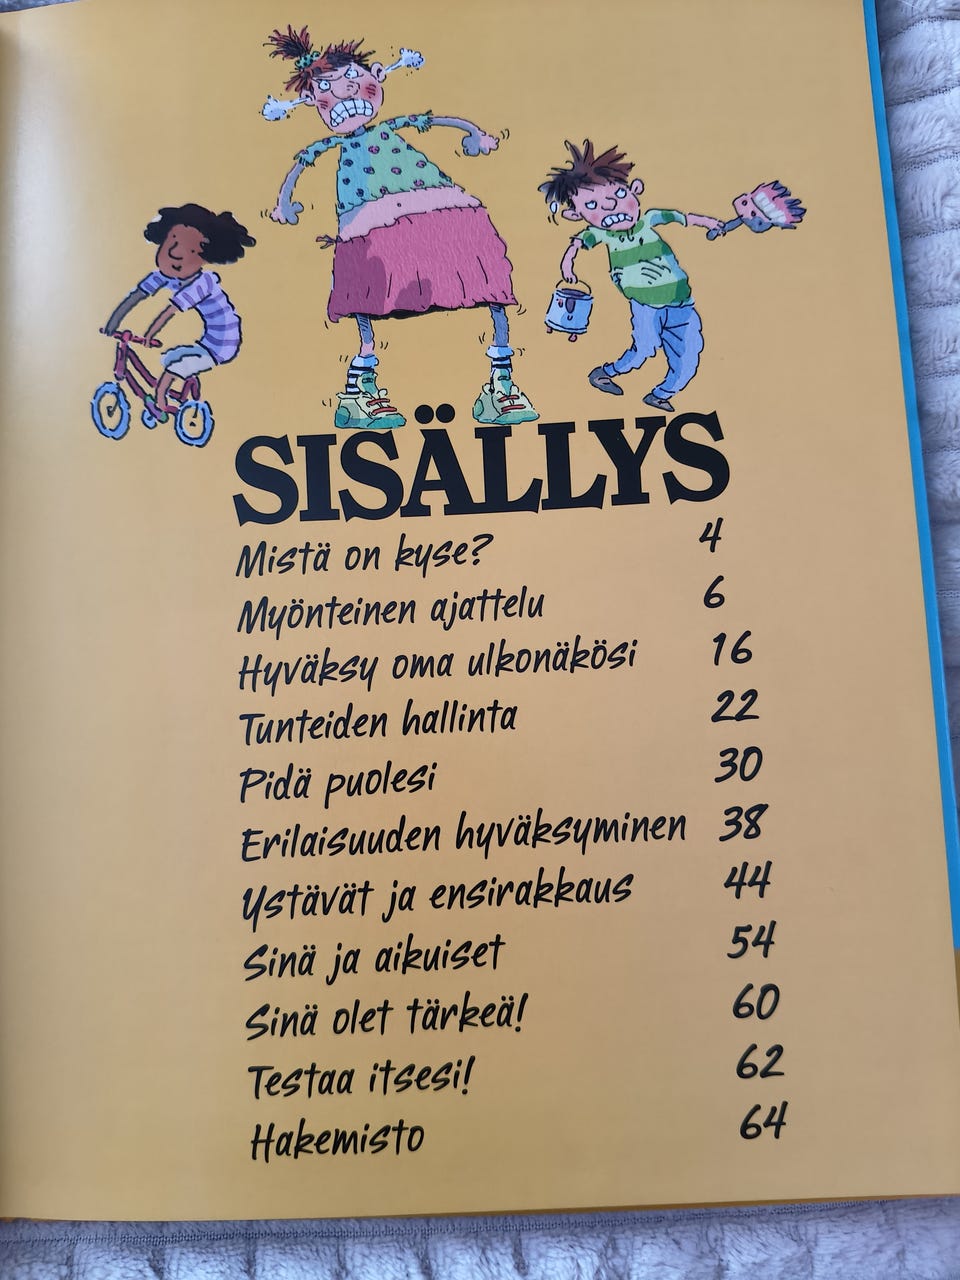 SISÄLLYS
Mistä on kyse? 4
Myönteinen ajattelu 6
Hyväksy oma ulkonäkösi 16
Tunteiden hallinta 22
Pidä puolesi 30
Erilaisuuden hyväksyminen 38
Ystävät ja ensirakkaus 44
Sinä ja aikuiset 54
Sinä olet tärkeä! 60
Testaa itsesi! 62
Hakemisto 64